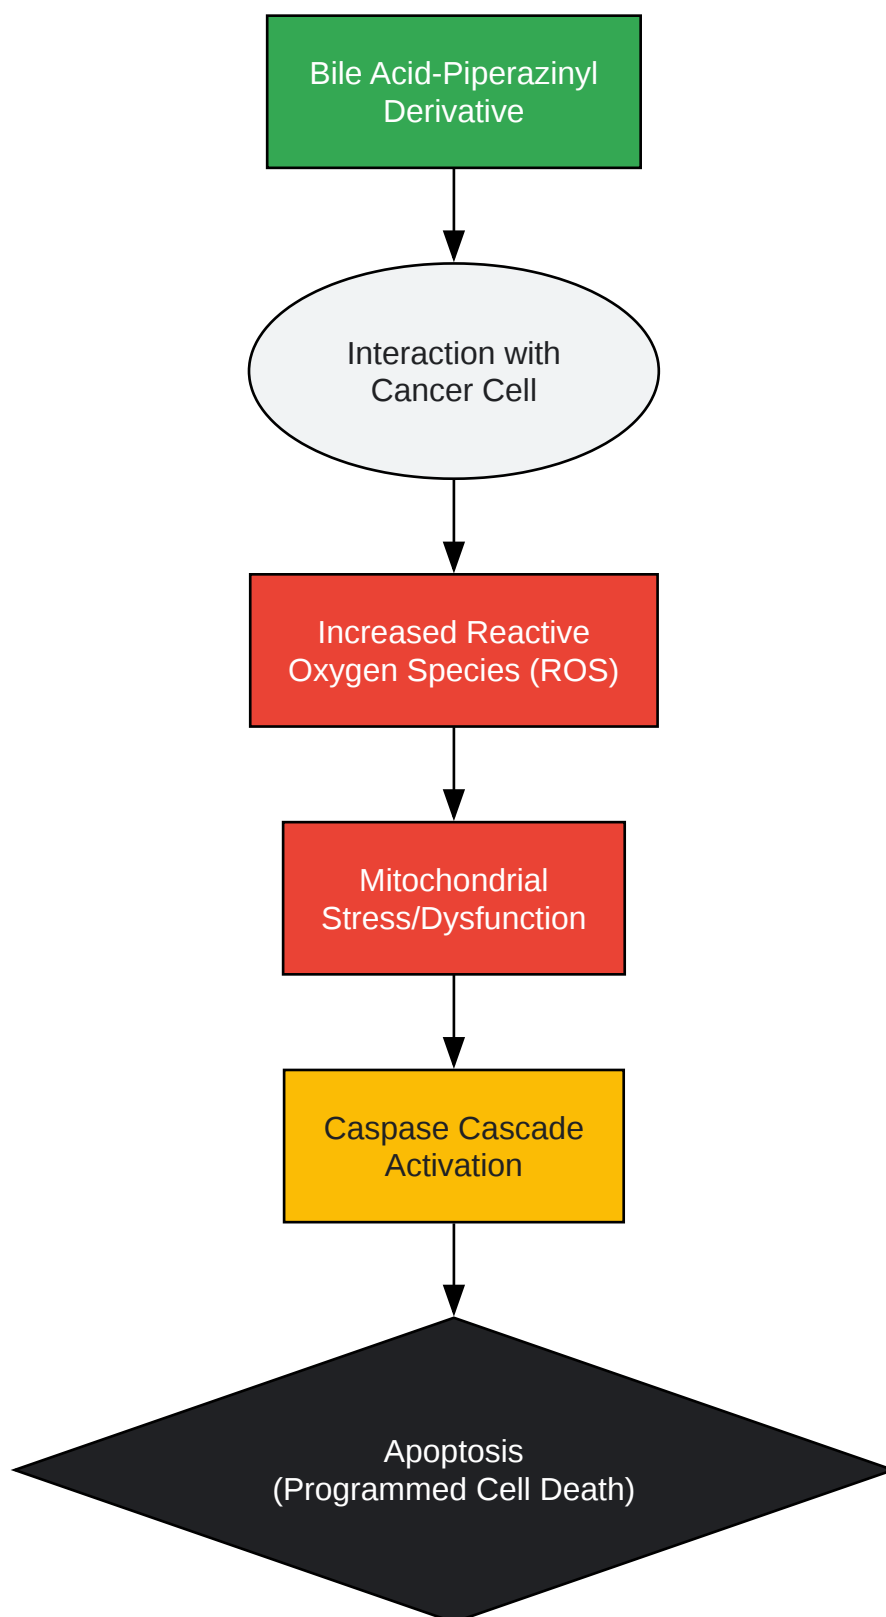 Bile Acid-Piperazinyl
Derivative
Interaction with
Cancer Cell
Increased Reactive
Oxygen Species (ROS)
Mitochondrial
Stress/Dysfunction
Caspase Cascade
Activation
Apoptosis
(Programmed Cell Death)